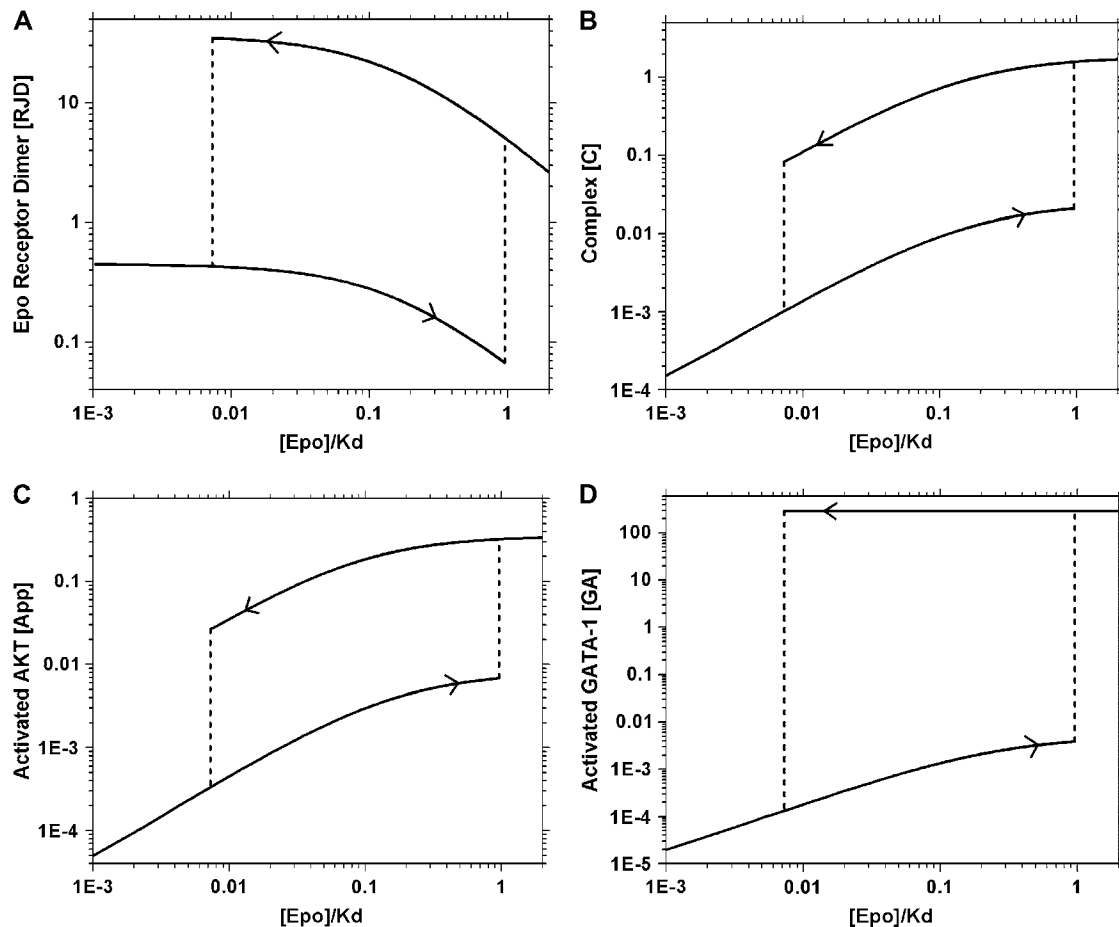 A
Epo Receptor Dimer [RJD]
10
1
0.1
1E-3
0.01
0.1
1
[Epo]/Kd
B
Complex [C]
1
0.1
0.01
1E-3
1E-4
1E-3
0.01
0.1
1
[Epo]/Kd
C
Activated AKT [App]
1
0.1
0.01
1E-3
1E-4
1E-3
0.01
0.1
1
[Epo]/Kd
D
Activated GATA-1 [GA]
100
10
1
0.1
0.01
1E-3
1E-4
1E-5
1E-3
0.01
0.1
1
[Epo]/Kd